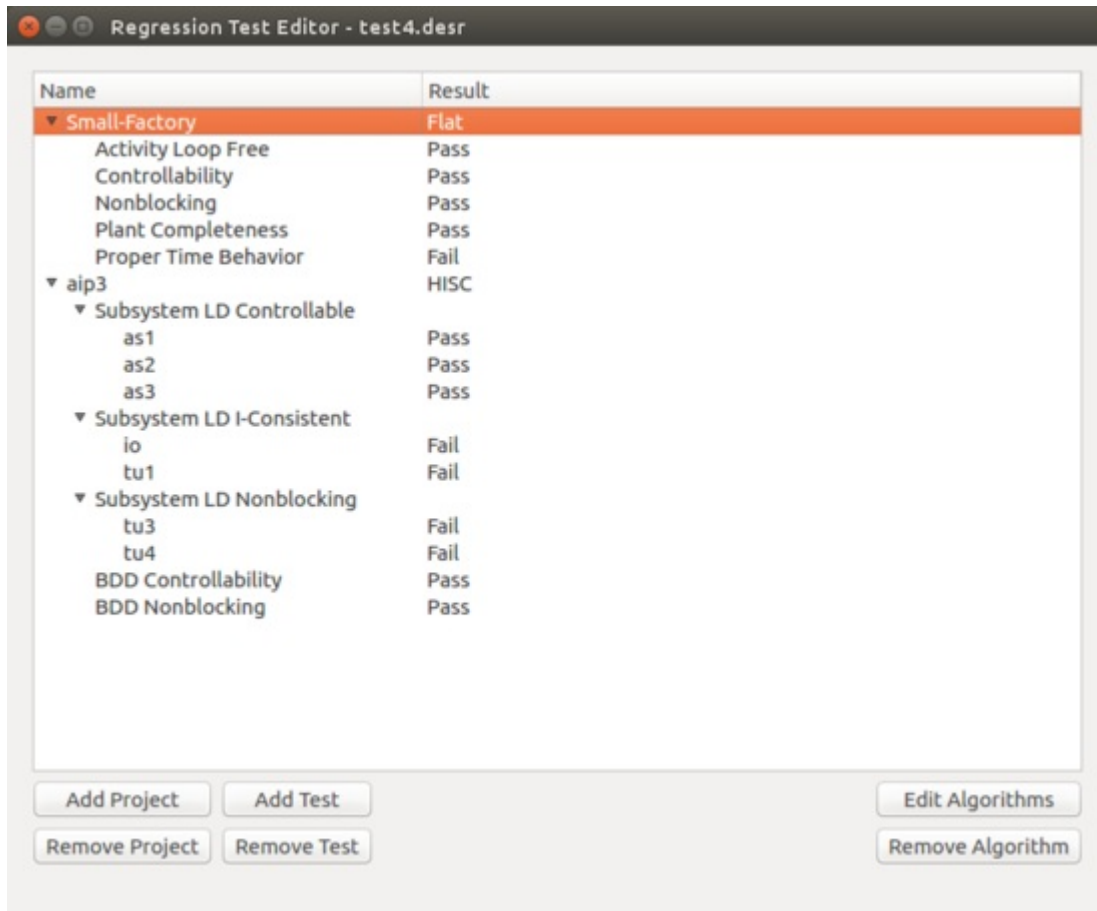 Regression Test Editor - test4.desr
Name Result
Small-Factory Flat
Activity Loop Free Pass
Controllability Pass
Nonblocking Pass
Plant Completeness Pass
Proper Time Behavior Fail
aip3 HISC
Subsystem LD Controllable
as1 Pass
as2 Pass
as3 Pass
Subsystem LD I-Consistent
io Fail
tu1 Fail
Subsystem LD Nonblocking
tu3 Fail
tu4 Fail
BDD Controllability Pass
BDD Nonblocking Pass
Add Project Add Test Edit Algorithms
Remove Project Remove Test Remove Algorithm